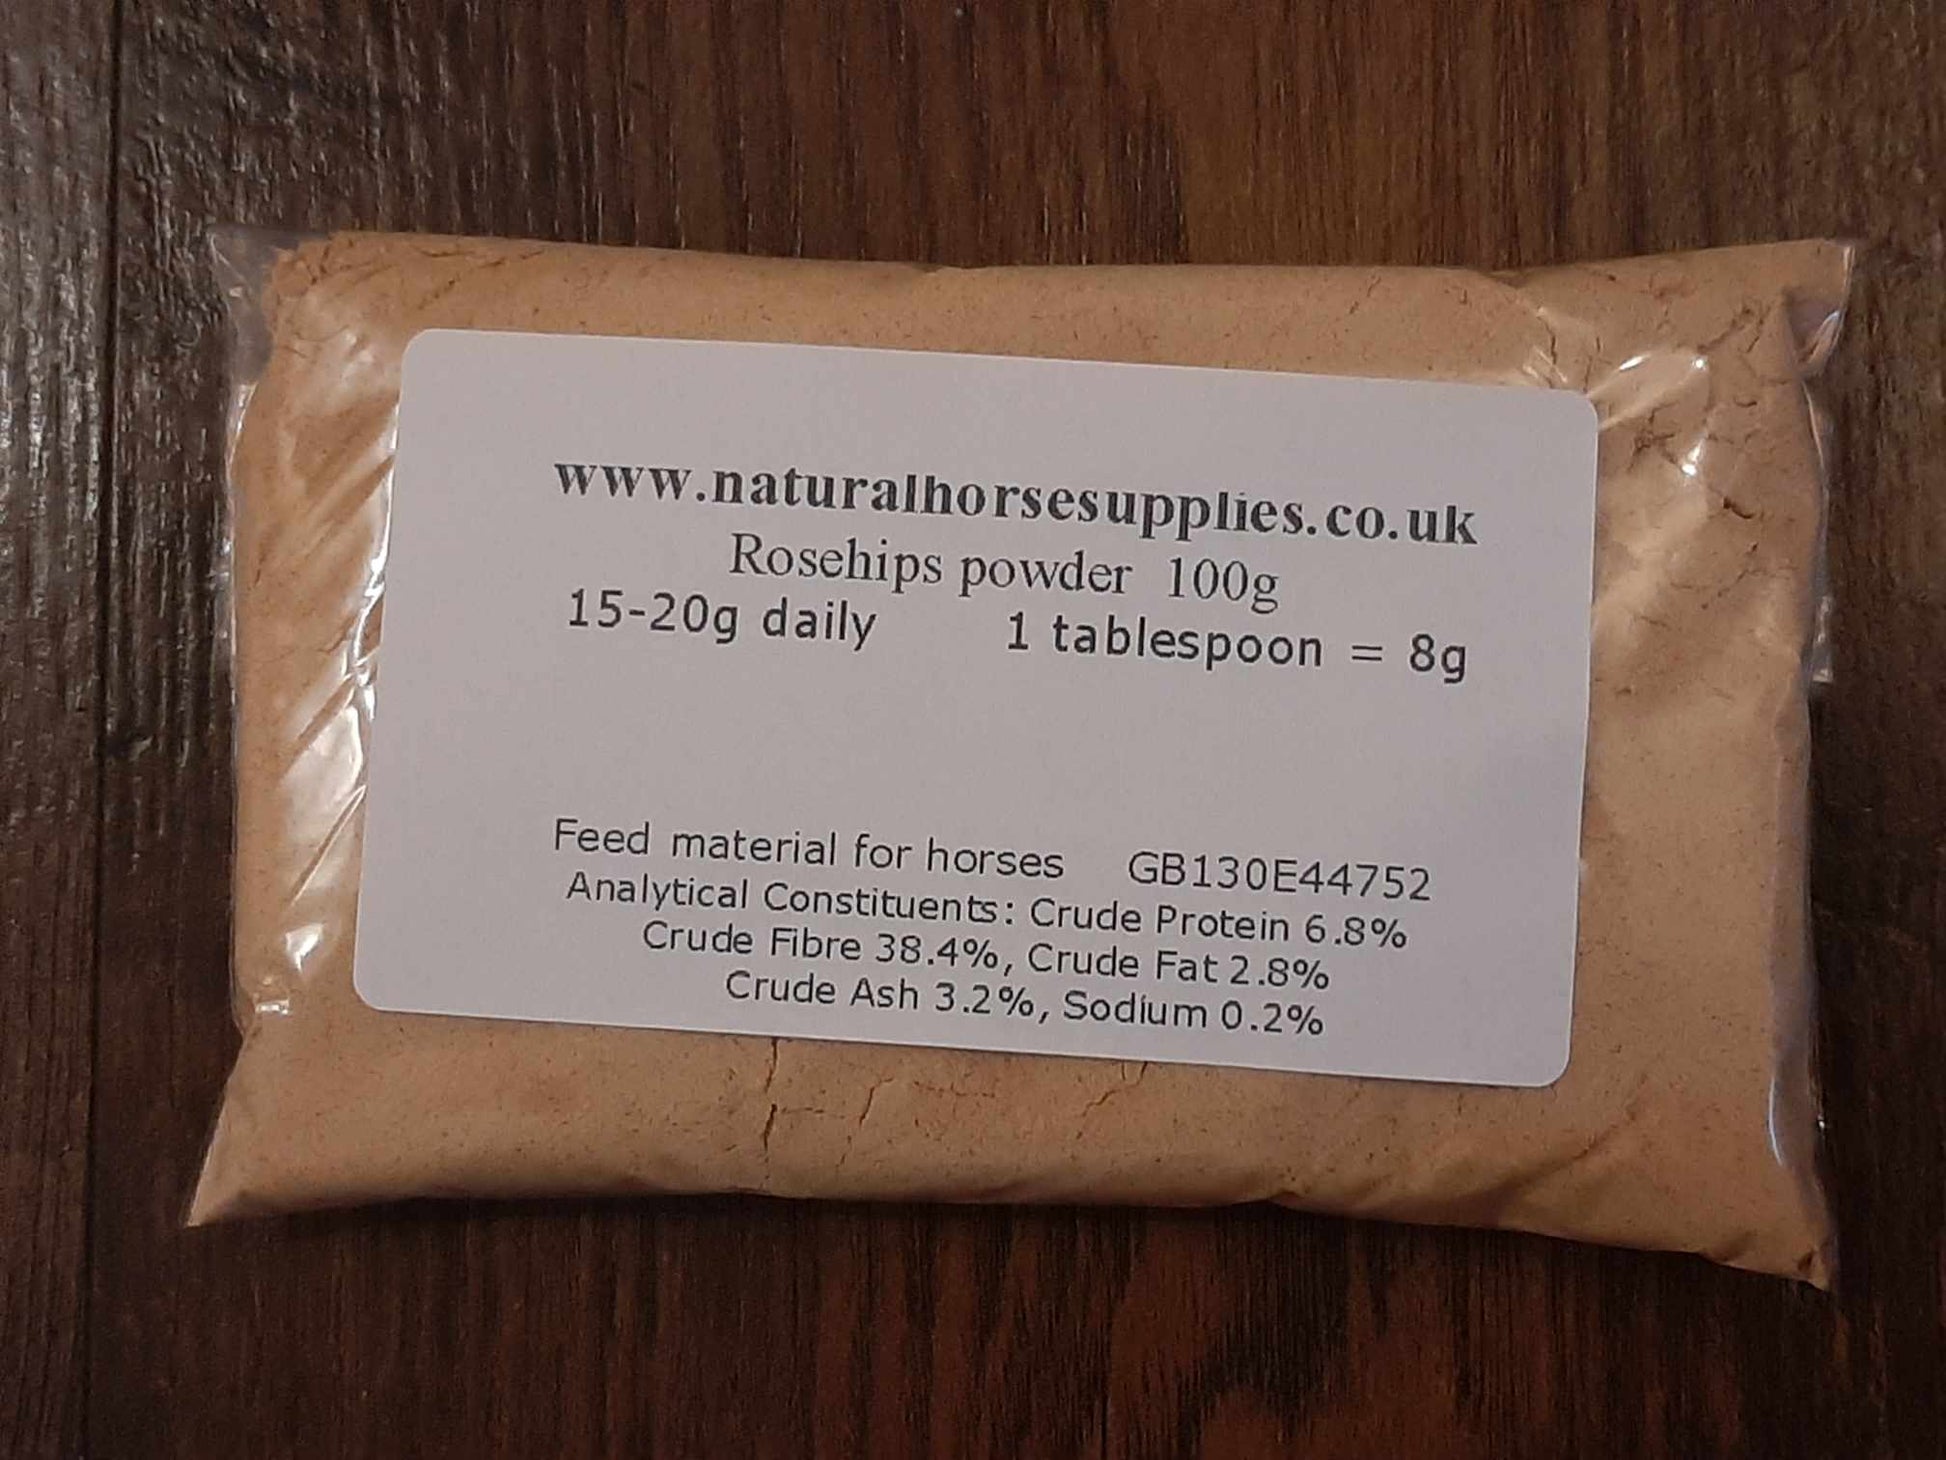 www.naturalhorsesupplies.co.uk
Rosehips powder 100g
15-20g daily 1 tablespoon = 8g
Feed material for horses GB130E44752
Analytical Constituents: Crude Protein 6.8%
Crude Fibre 38.4%, Crude Fat 2.8%
Crude Ash 3.2%, Sodium 0.2%